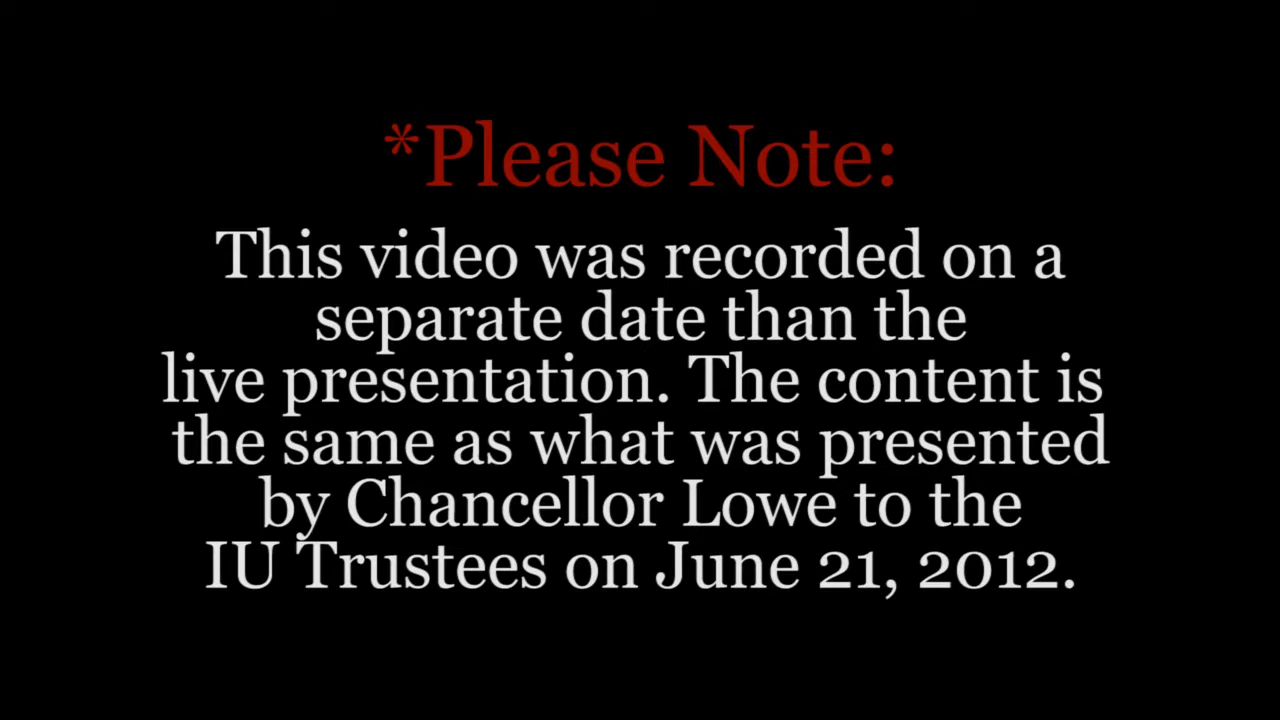 *Please Note:
This video was recorded on a
separate date than the
live presentation. The content is
the same as what was presented
by Chancellor Lowe to the
IU Trustees on June 21, 2012.